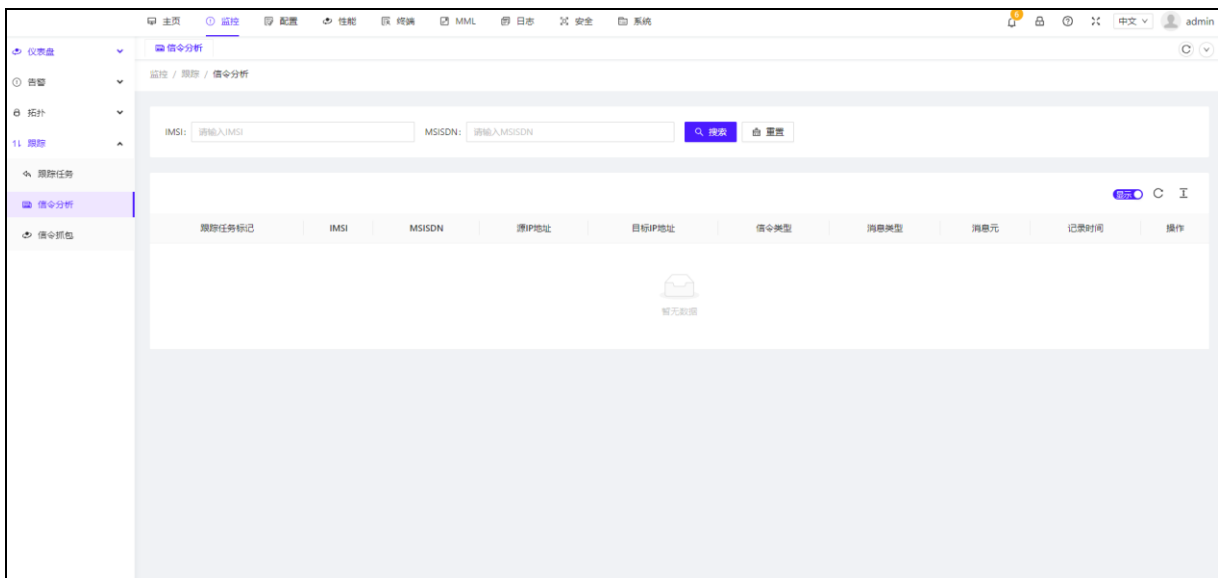 主页 监控 配置 性能 终端 MML 日志 安全 系统 6 中文 admin
仪表盘
告警
拓扑
跟踪
跟踪任务
信令分析
信令抓包
信令分析
监控 / 跟踪 / 信令分析
IMSI: 请输入IMSI MSISDN: 请输入MSISDN 搜索 重置
显示
跟踪任务标记 IMSI MSISDN 源IP地址 目标IP地址 信令类型 消息类型 消息元 记录时间 操作
暂无数据